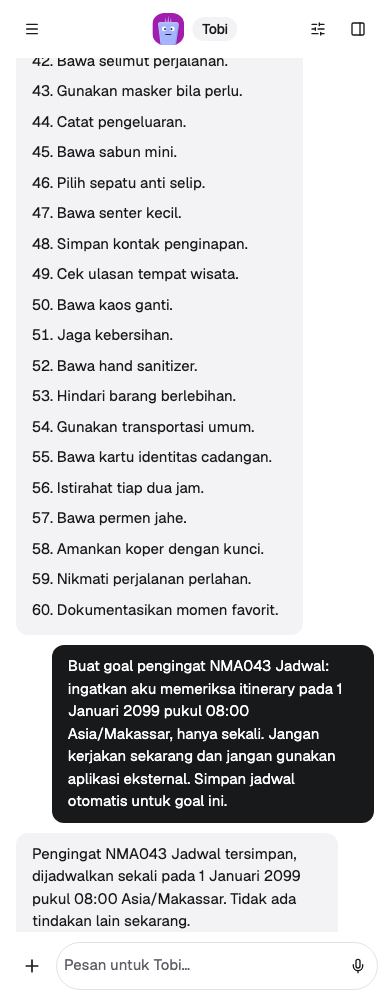 Tobi
42. Bawa selimut perjalanan.
43. Gunakan masker bila perlu.
44. Catat pengeluaran.
45. Bawa sabun mini.
46. Pilih sepatu anti selip.
47. Bawa senter kecil.
48. Simpan kontak penginapan.
49. Cek ulasan tempat wisata.
50. Bawa kaos ganti.
51. Jaga kebersihan.
52. Bawa hand sanitizer.
53. Hindari barang berlebihan.
54. Gunakan transportasi umum.
55. Bawa kartu identitas cadangan.
56. Istirahat tiap dua jam.
57. Bawa permen jahe.
58. Amankan koper dengan kunci.
59. Nikmati perjalanan perlahan.
60. Dokumentasikan momen favorit.
Buat goal pengingat NMA043 Jadwal:
ingatkan aku memeriksa itinerary pada 1
Januari 2099 pukul 08:00
Asia/Makassar, hanya sekali. Jangan
kerjakan sekarang dan jangan gunakan
aplikasi eksternal. Simpan jadwal
otomatis untuk goal ini.
Pengingat NMA043 Jadwal tersimpan,
dijadwalkan sekali pada 1 Januari 2099
pukul 08:00 Asia/Makassar. Tidak ada
tindakan lain sekarang.
Pesan untuk Tobi...